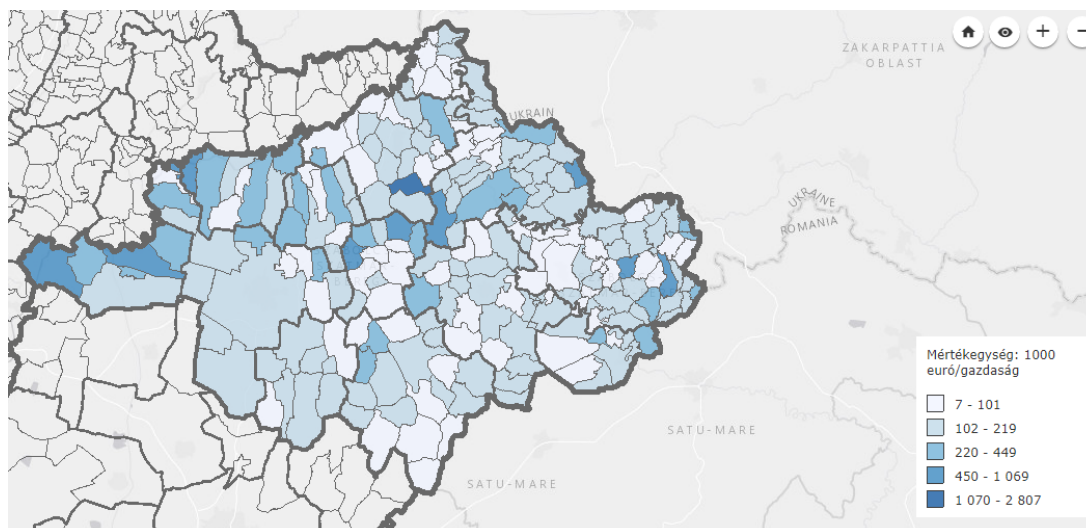 ZAKARPATTIA
OBLAST
UKRAIN
UKRAINE
ROMANIA
SATU-MARE
SATU-MARE
Mértékegység: 1000
euró/gazdaság
7 - 101
102 - 219
220 - 449
450 - 1 069
1 070 - 2 807